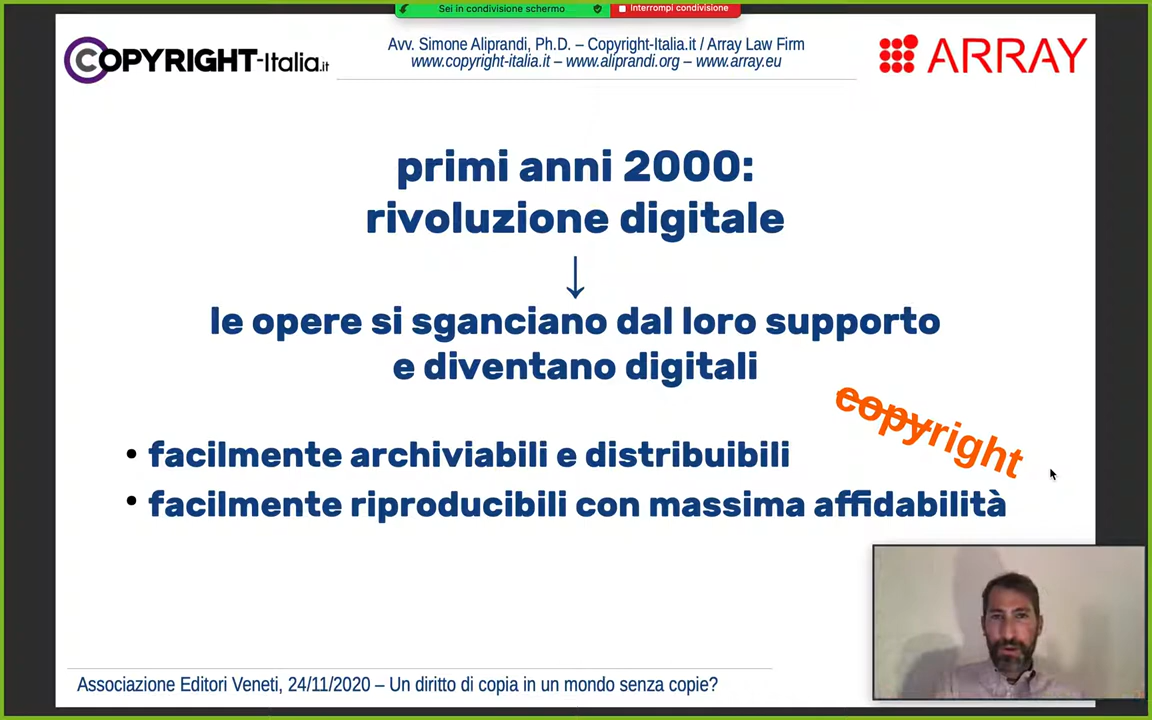 Sei in condivisione schermo
Interrompi condivisione
COPYRIGHT-Italia.it
Avv. Simone Aliprandi, Ph.D. – Copyright-Italia.it / Array Law Firm
www.copyright-italia.it – www.aliprandi.org – www.array.eu
ARRAY
primi anni 2000:
rivoluzione digitale
↓
le opere si sganciano dal loro supporto
e diventano digitali
copyright
• facilmente archiviabili e distribuibili
• facilmente riproducibili con massima affidabilità
Associazione Editori Veneti, 24/11/2020 – Un diritto di copia in un mondo senza copie?